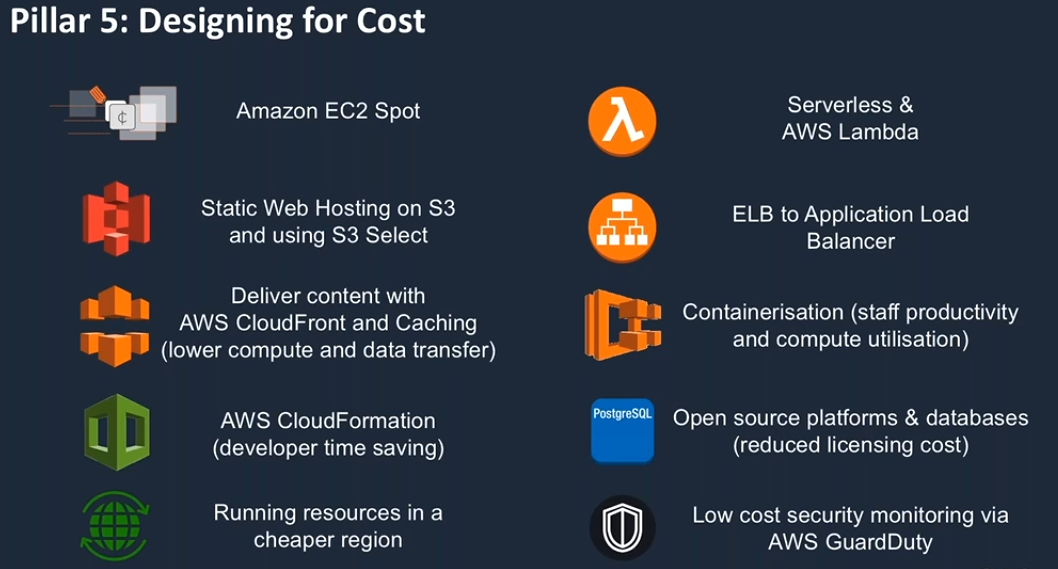 Pillar 5: Designing for Cost
¢
Amazon EC2 Spot
Serverless &
AWS Lambda
λ
Static Web Hosting on S3
and using S3 Select
ELB to Application Load
Balancer
Deliver content with
AWS CloudFront and Caching
(lower compute and data transfer)
Containerisation (staff productivity
and compute utilisation)
AWS CloudFormation
(developer time saving)
PostgreSQL
Open source platforms & databases
(reduced licensing cost)
Running resources in a
cheaper region
Low cost security monitoring via
AWS GuardDuty